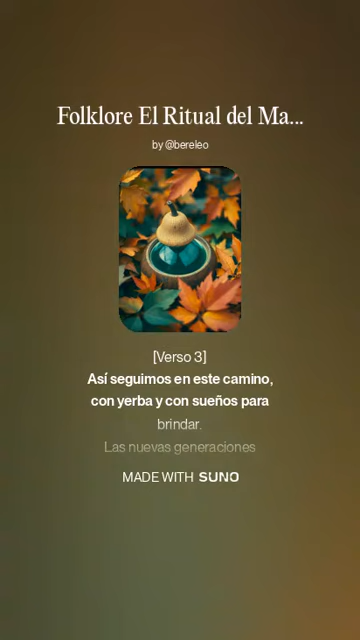 Folklore El Ritual del Ma...
by @bereleo
[Verso 3]
Así seguimos en este camino,
con yerba y con sueños para
brindar.
Las nuevas generaciones
MADE WITH SUNO